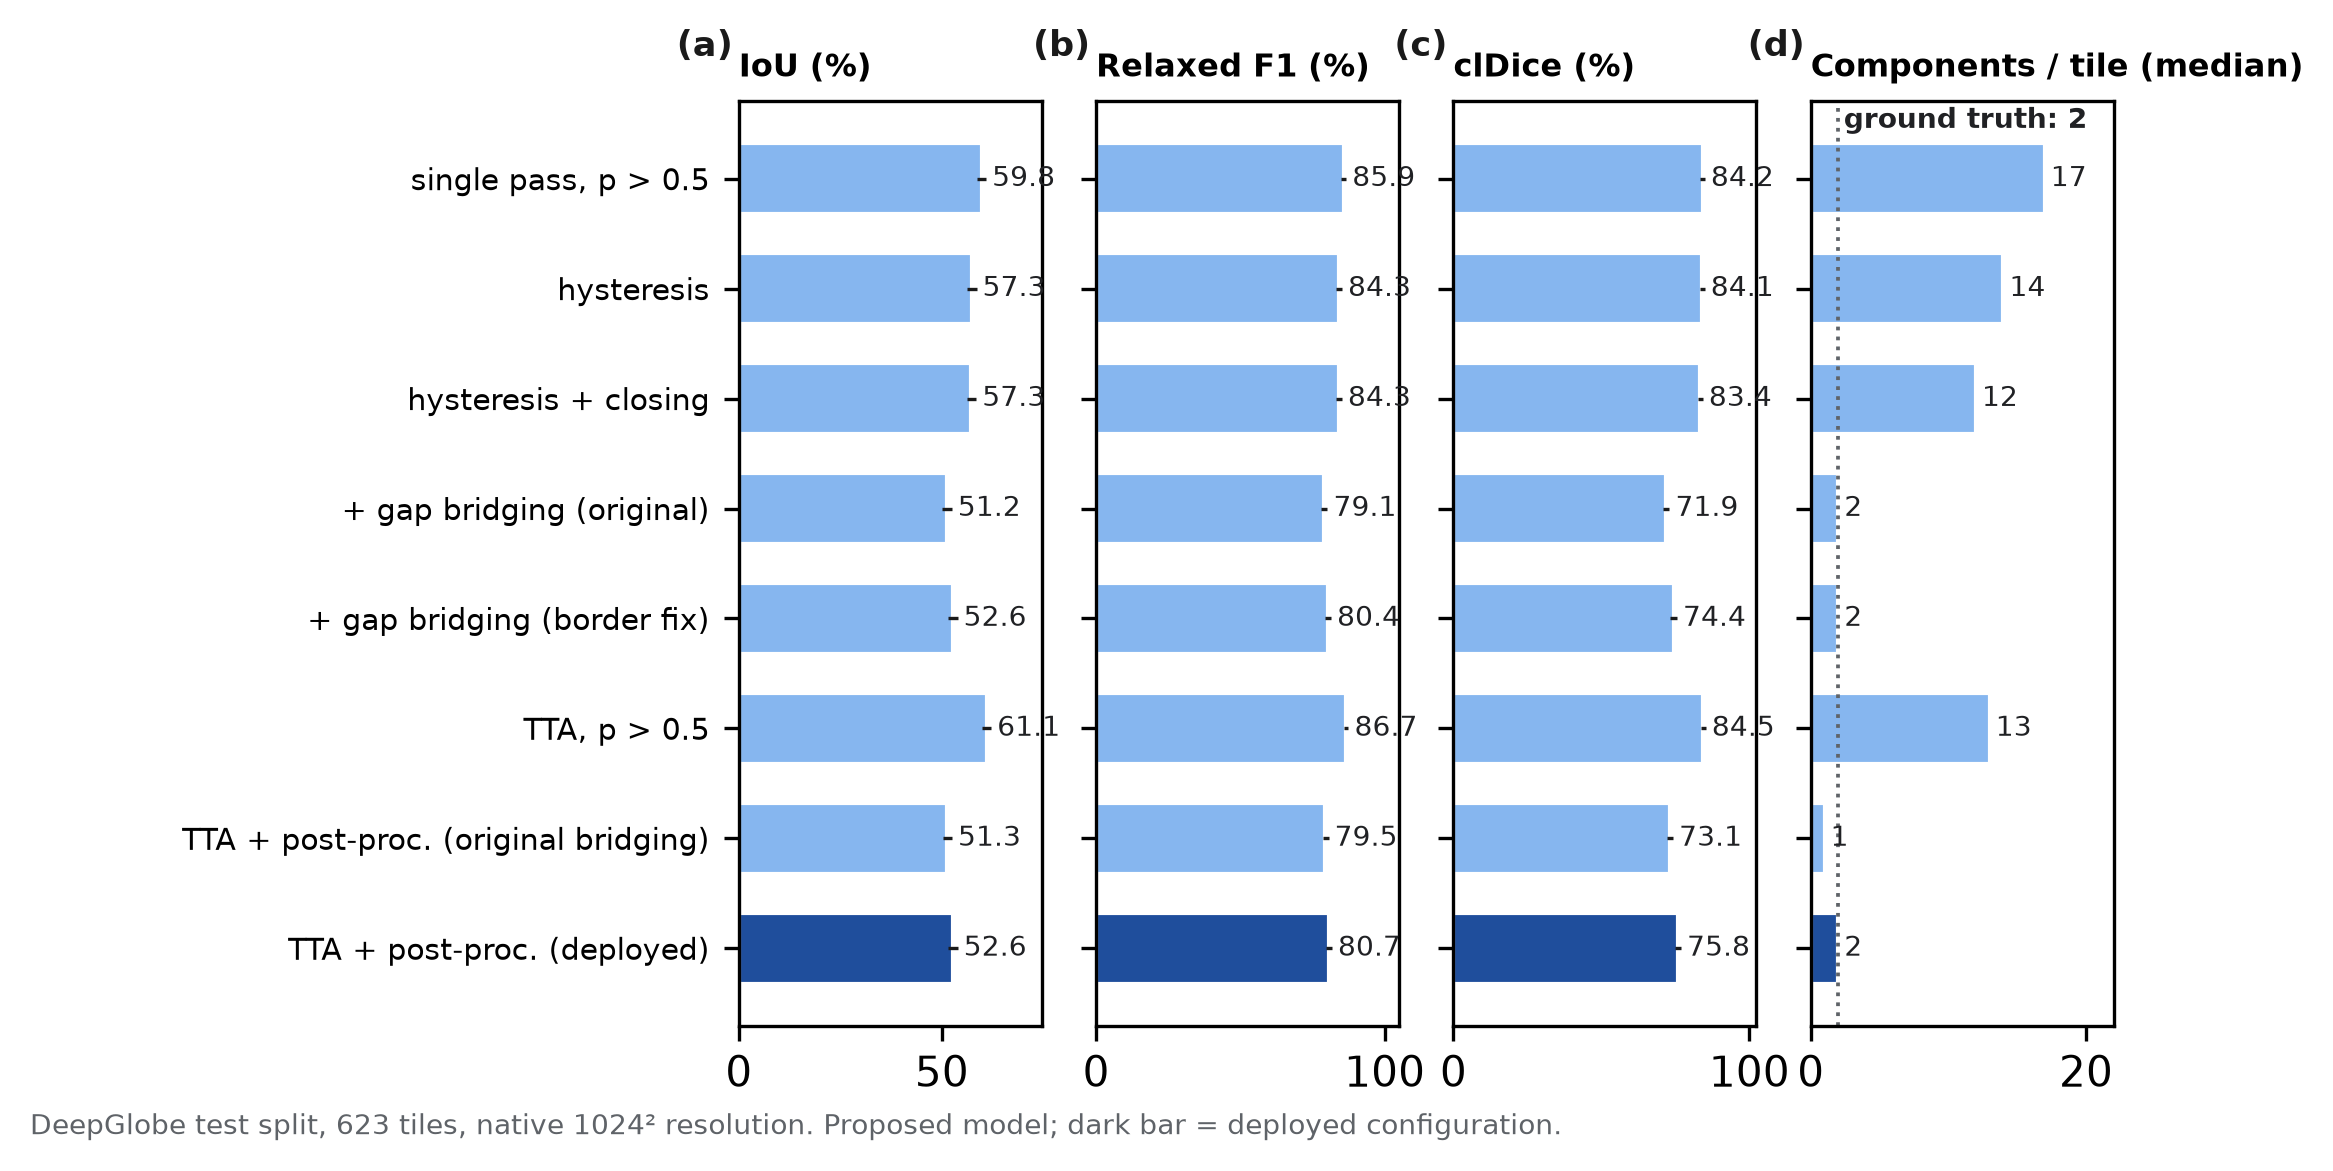 (a) (b) (c) (d)
IoU (%) Relaxed F1 (%) clDice (%) Components / tile (median)
ground truth: 2
single pass, p > 0.5 59.8 85.9 84.2 17
hysteresis 57.3 84.3 84.1 14
hysteresis + closing 57.3 84.3 83.4 12
+ gap bridging (original) 51.2 79.1 71.9 2
+ gap bridging (border fix) 52.6 80.4 74.4 2
TTA, p > 0.5 61.1 86.7 84.5 13
TTA + post-proc. (original bridging) 51.3 79.5 73.1 1
TTA + post-proc. (deployed) 52.6 80.7 75.8 2
0 50 0 100 0 100 0 20
DeepGlobe test split, 623 tiles, native 1024² resolution. Proposed model; dark bar = deployed configuration.